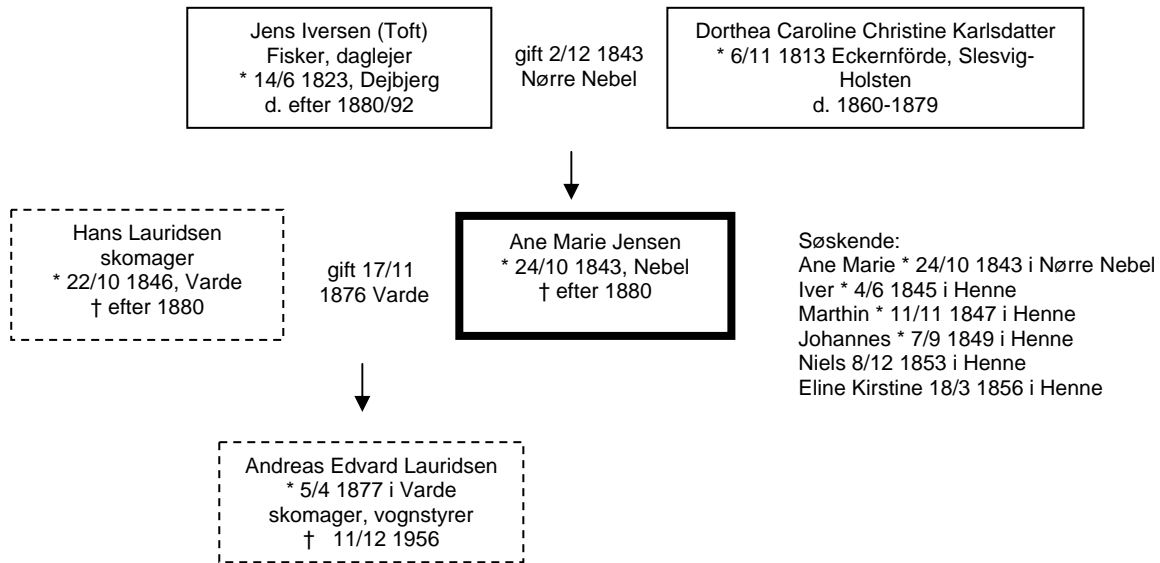 Jens Iversen (Toft)
Fisker, daglejer
* 14/6 1823, Dejbjerg
d. efter 1880/92
gift 2/12 1843
Nørre Nebel
Dorthea Caroline Christine Karlsdatter
* 6/11 1813 Eckernförde, Slesvig-
Holsten
d. 1860-1879
Hans Lauridsen
skomager
* 22/10 1846, Varde
† efter 1880
gift 17/11
1876 Varde
Ane Marie Jensen
* 24/10 1843, Nebel
† efter 1880
Søskende:
Ane Marie * 24/10 1843 i Nørre Nebel
Iver * 4/6 1845 i Henne
Marthin * 11/11 1847 i Henne
Johannes * 7/9 1849 i Henne
Niels 8/12 1853 i Henne
Eline Kirstine 18/3 1856 i Henne
Andreas Edvard Lauridsen
* 5/4 1877 i Varde
skomager, vognstyrer
† 11/12 1956